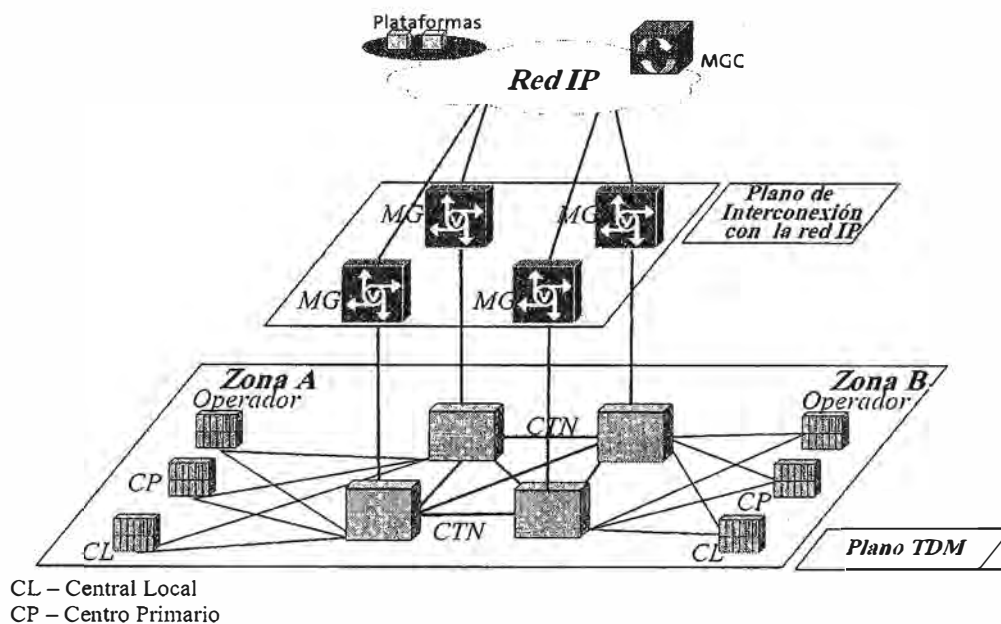 Plataformas
MGC
Red IP
MG
MG
Plano de
Interconexión
con la red IP
MG
MG
Zona A
Zona B
Operador
Operador
CTN
CP
CP
CL
CTN
CL
Plano TDM
CL – Central Local
CP – Centro Primario